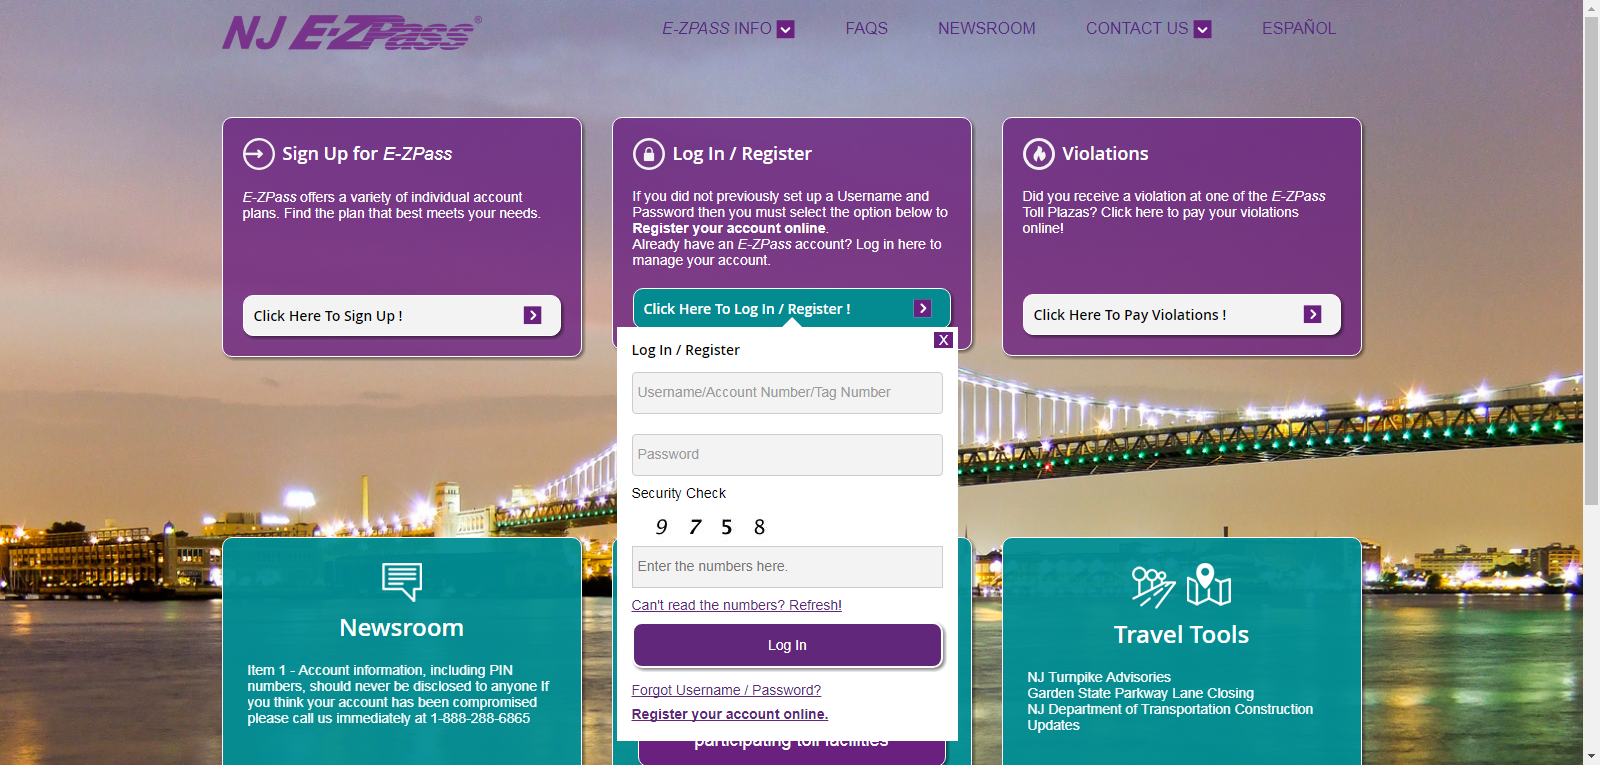 NJ E-ZPass®
E-ZPASS INFO
FAQS
NEWSROOM
CONTACT US
ESPAÑOL
Sign Up for E-ZPass
E-ZPass offers a variety of individual account
plans. Find the plan that best meets your needs.
Click Here To Sign Up !
Log In / Register
If you did not previously set up a Username and
Password then you must select the option below to
Register your account online.
Already have an E-ZPass account? Log in here to
manage your account.
Click Here To Log In / Register !
Violations
Did you receive a violation at one of the E-ZPass
Toll Plazas? Click here to pay your violations
online!
Click Here To Pay Violations !
X
Log In / Register
Username/Account Number/Tag Number
Password
Security Check
9 7 5 8
Enter the numbers here.
Can't read the numbers? Refresh!
Log In
Forgot Username / Password?
Register your account online.
participating toll facilities
Newsroom
Item 1 - Account information, including PIN
numbers, should never be disclosed to anyone If
you think your account has been compromised
please call us immediately at 1-888-288-6865
Travel Tools
NJ Turnpike Advisories
Garden State Parkway Lane Closing
NJ Department of Transportation Construction
Updates